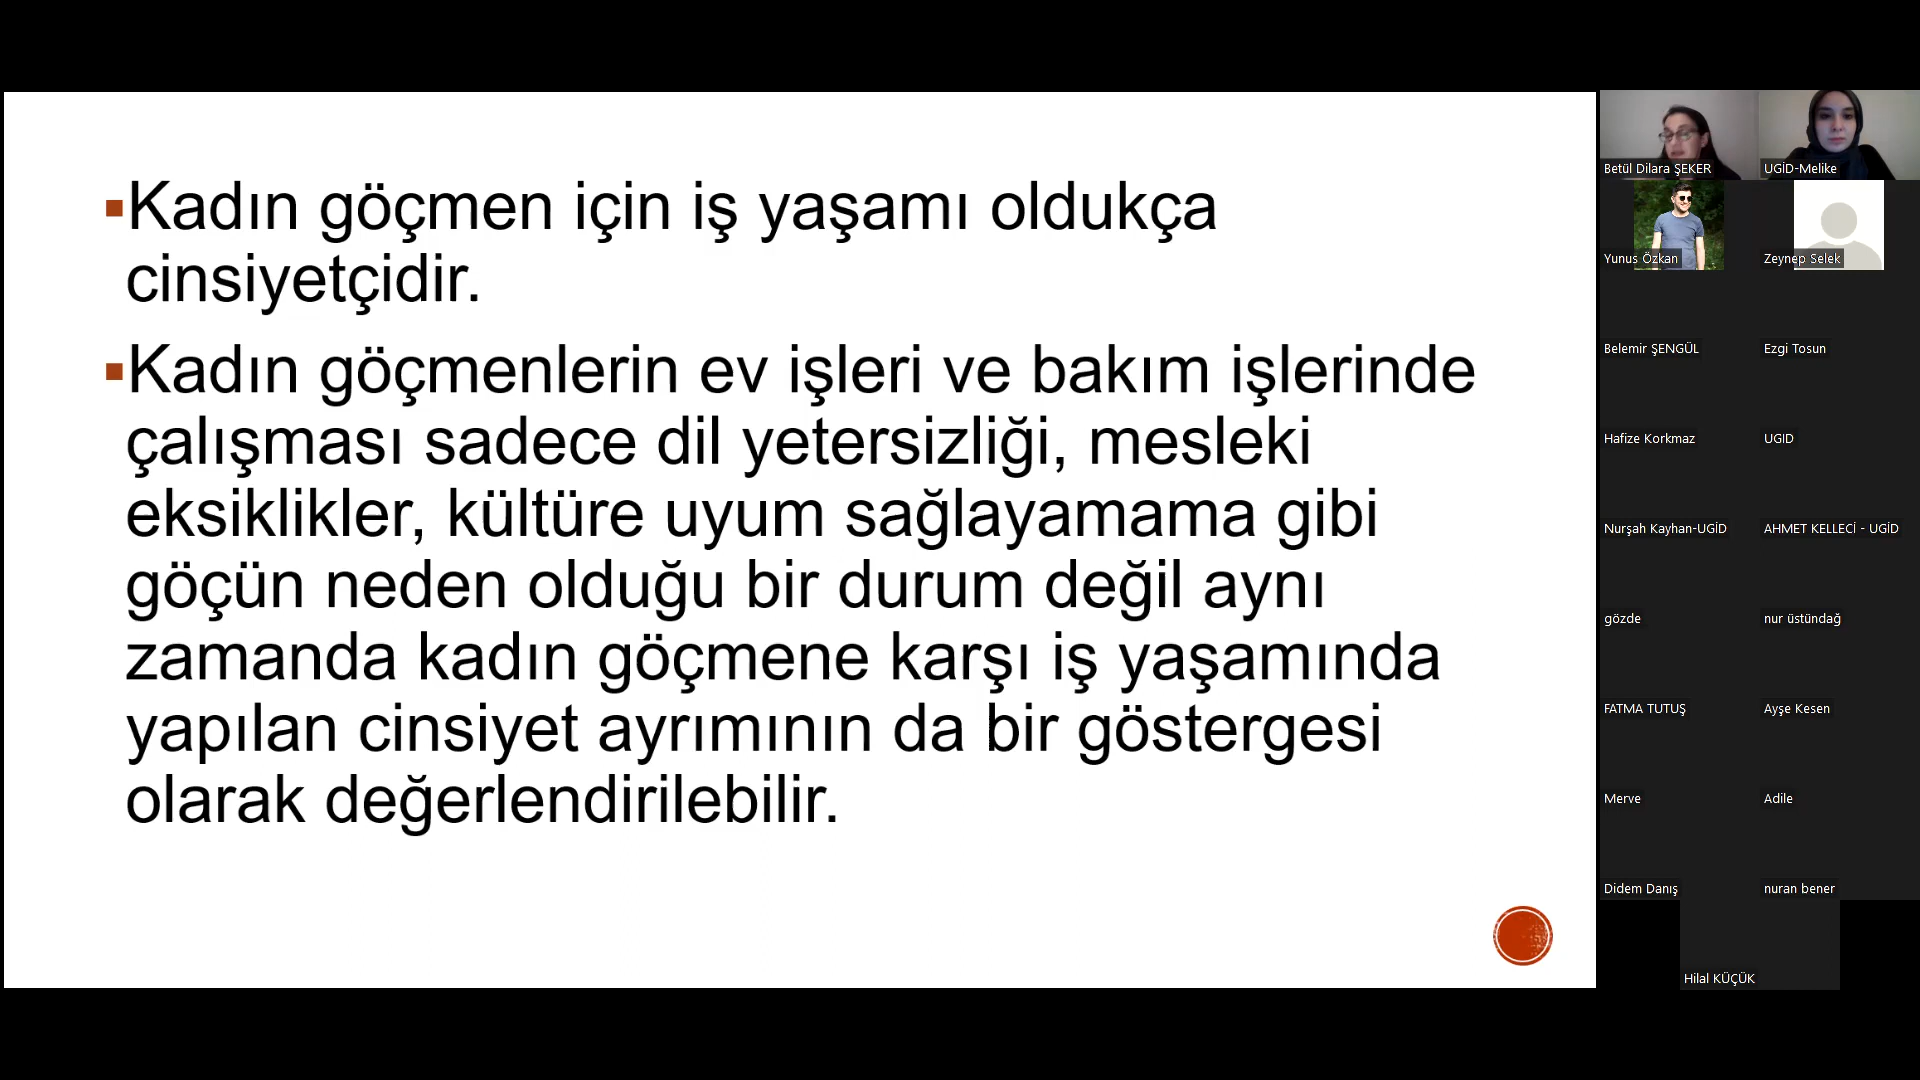 ▪Kadın göçmen için iş yaşamı oldukça
cinsiyetçidir.
▪Kadın göçmenlerin ev işleri ve bakım işlerinde
çalışması sadece dil yetersizliği, mesleki
eksiklikler, kültüre uyum sağlayamama gibi
göçün neden olduğu bir durum değil aynı
zamanda kadın göçmene karşı iş yaşamında
yapılan cinsiyet ayrımının da bir göstergesi
olarak değerlendirilebilir.
Betül Dilara ŞEKER
UGİD-Melike
Yunus Özkan
Zeynep Selek
Belemir ŞENGÜL
Ezgi Tosun
Hafize Korkmaz
UGID
Nurşah Kayhan-UGİD
AHMET KELLECİ - UGİD
gözde
nur üstündağ
FATMA TUTUŞ
Ayşe Kesen
Merve
Adile
Didem Danış
nuran bener
Hilal KÜÇÜK